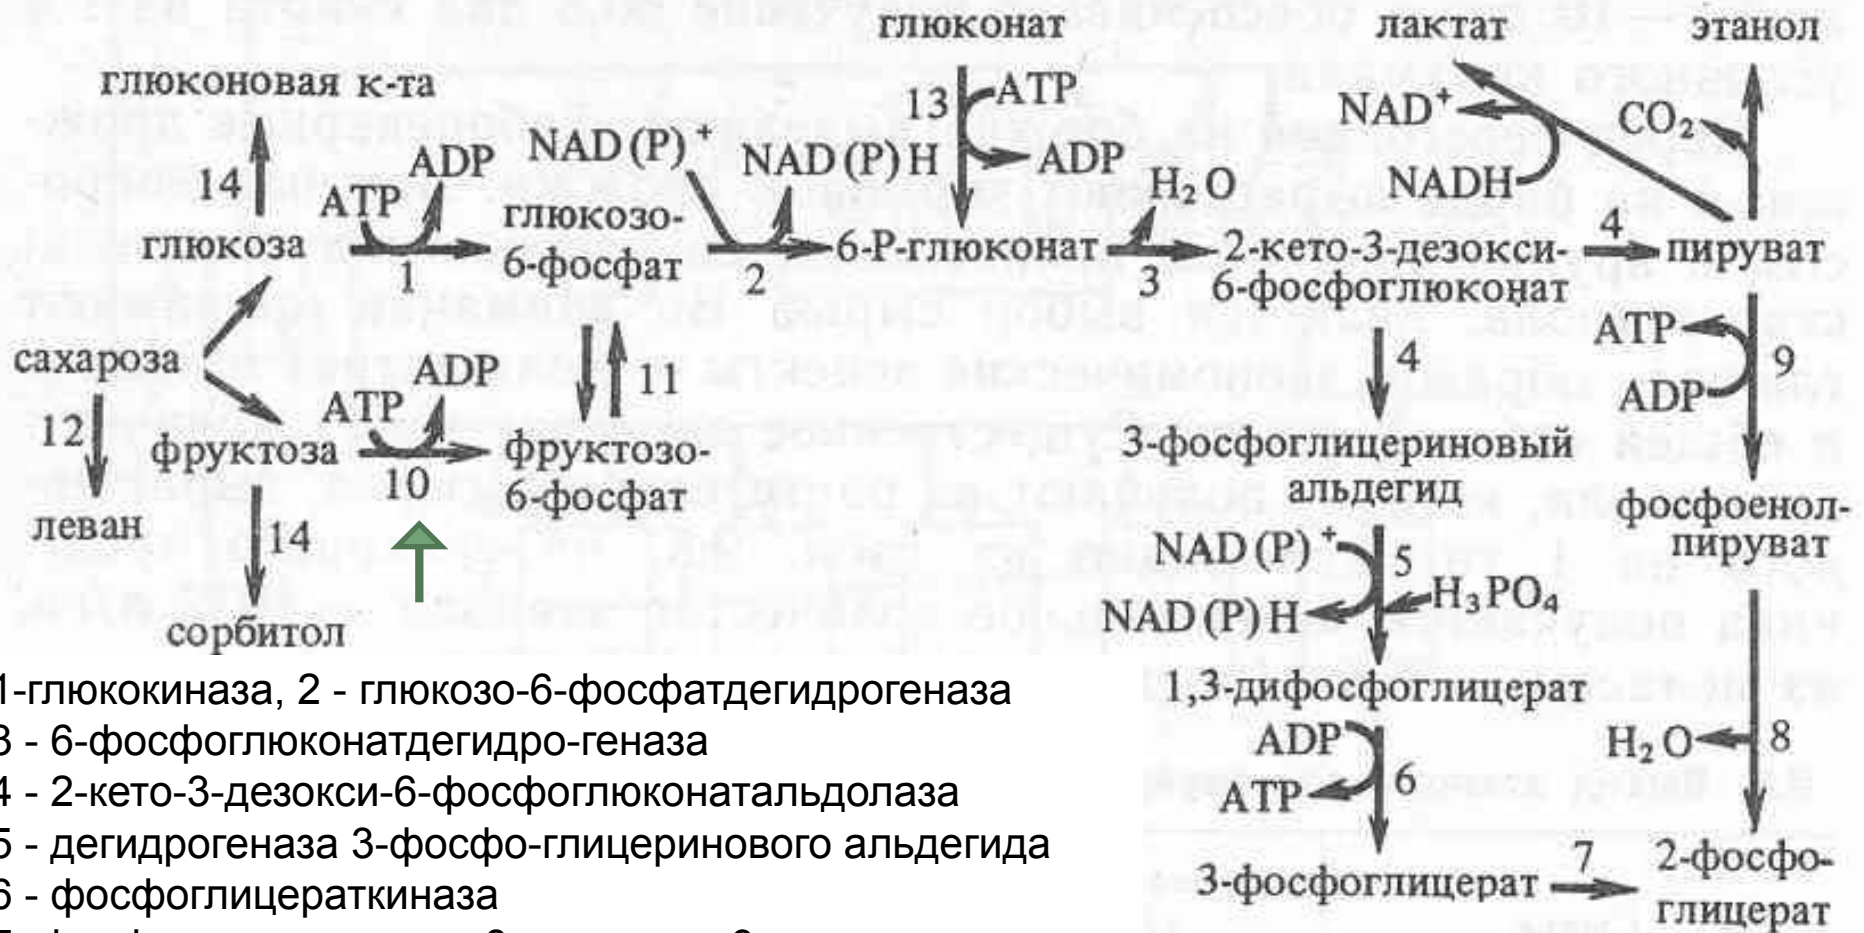 глюконат
лактат
этанол
глюконовая к-та
14
ADP
ATP
NAD (P) +
NAD (P) H
13
ATP
ADP
H2O
NAD+
NADH
CO2
глюкоза
1
глюкозо-
6-фосфат
2
6-P-глюконат
3
2-кето-3-дезокси-
6-фосфоглюконат
4
пируват
сахароза
12
леван
фруктоза
ATP
ADP
10
11
фруктозо-
6-фосфат
14
сорбитол
4
3-фосфоглицериновый
альдегид
NAD (P) +
5
H3PO4
NAD (P) H
1,3-дифосфоглицерат
ADP
ATP
6
3-фосфоглицерат
7
2-фосфо-
глицерат
ATP
9
ADP
фосфоенол-
пируват
H2O
8
1-глюкокиназа, 2 - глюкозо-6-фосфатдегидрогеназа
3 - 6-фосфоглюконатдегидро-геназа
4 - 2-кето-3-дезокси-6-фосфоглюконатальдолаза
5 - дегидрогеназа 3-фосфо-глицеринового альдегида
6 - фосфоглицераткиназа